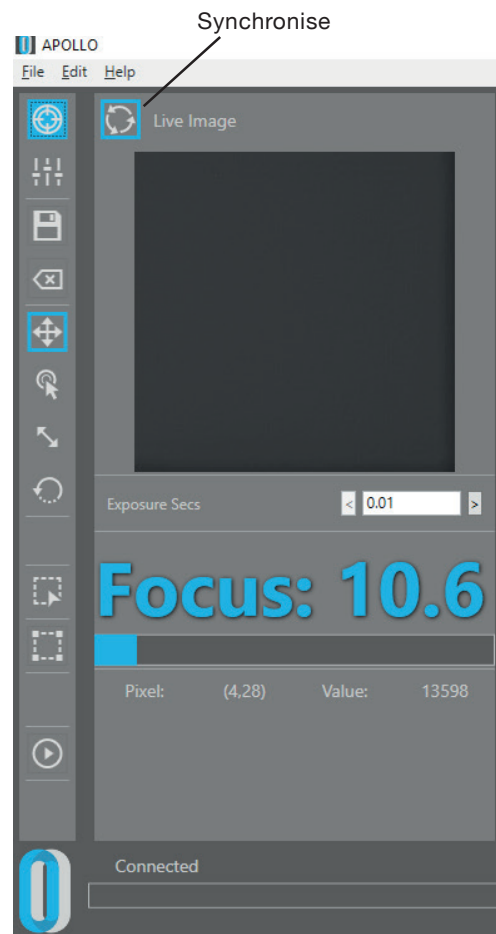 Synchronise
APOLLO
File Edit Help
Live Image
Exposure Secs < 0.01 >
Focus: 10.6
Pixel: (4,28) Value: 13598
Connected